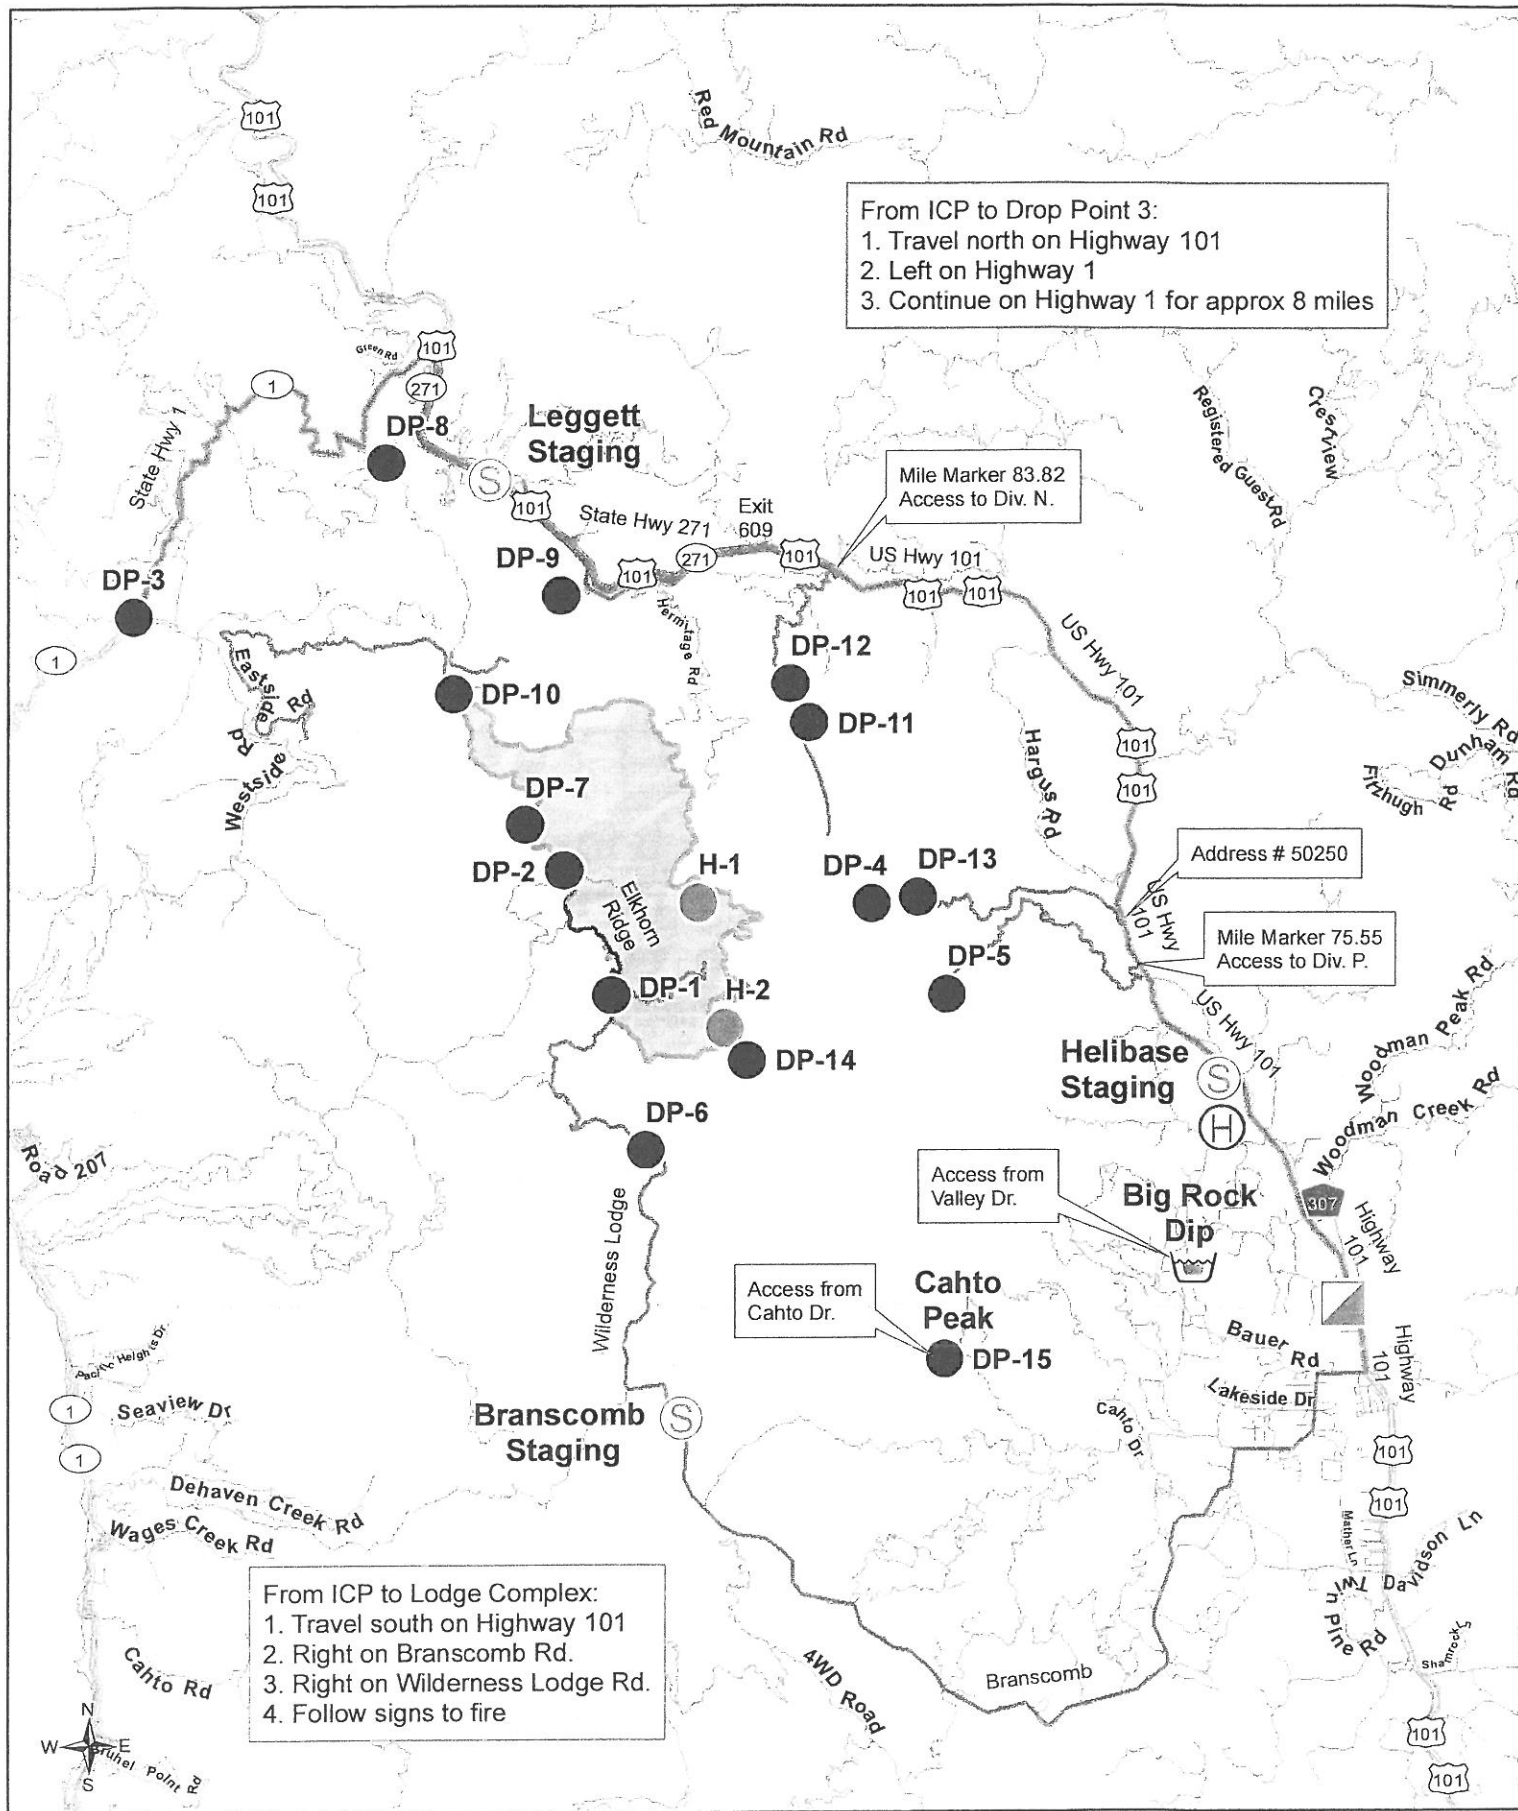 101
Red Mountain Rd
101
From ICP to Drop Point 3:
1. Travel north on Highway 101
2. Left on Highway 1
3. Continue on Highway 1 for approx 8 miles
Green Rd
101
1
271
State Hwy 1
DP-8
Leggett
Staging
S
Registered Guest Rd
Crestview
Mile Marker 83.82
Access to Div. N.
101
State Hwy 271
Exit
609
271
101
US Hwy 101
101
101
101
DP-9
DP-3
1
Hermitage Rd
US Hwy 101
DP-12
Eastside Rd
Rd
Westside
DP-10
DP-11
Simmerly Rd
Dunham Rd
Firzhugh Rd
101
101
Hargus Rd
DP-7
DP-2
H-1
DP-4
DP-13
Address # 50250
Elkhorn
Ridge
US Hwy
101
Mile Marker 75.55
Access to Div. P.
DP-5
DP-1
H-2
US Hwy 101
Woodman Peak Rd
DP-14
Helibase
Staging
S
H
Woodman Creek Rd
DP-6
Road 207
Access from
Valley Dr.
Big Rock
Dip
307
Highway
101
Wilderness Lodge
Access from
Cahto Dr.
Cahto
Peak
DP-15
Bauer
Rd
Highway
101
Lakeside Dr
Pacific Heights Dr.
1
Seaview Dr
1
Branscomb
Staging
S
Cahto Dr
101
101
Dehaven Creek Rd
Wages Creek Rd
Mather Ln
Davidson Ln
Twin Pine Rd
From ICP to Lodge Complex:
1. Travel south on Highway 101
2. Right on Branscomb Rd.
3. Right on Wilderness Lodge Rd.
4. Follow signs to fire
Cahto Rd
4WD Road
Branscomb
101
101
N
W
E
S
Bruhel Point Rd